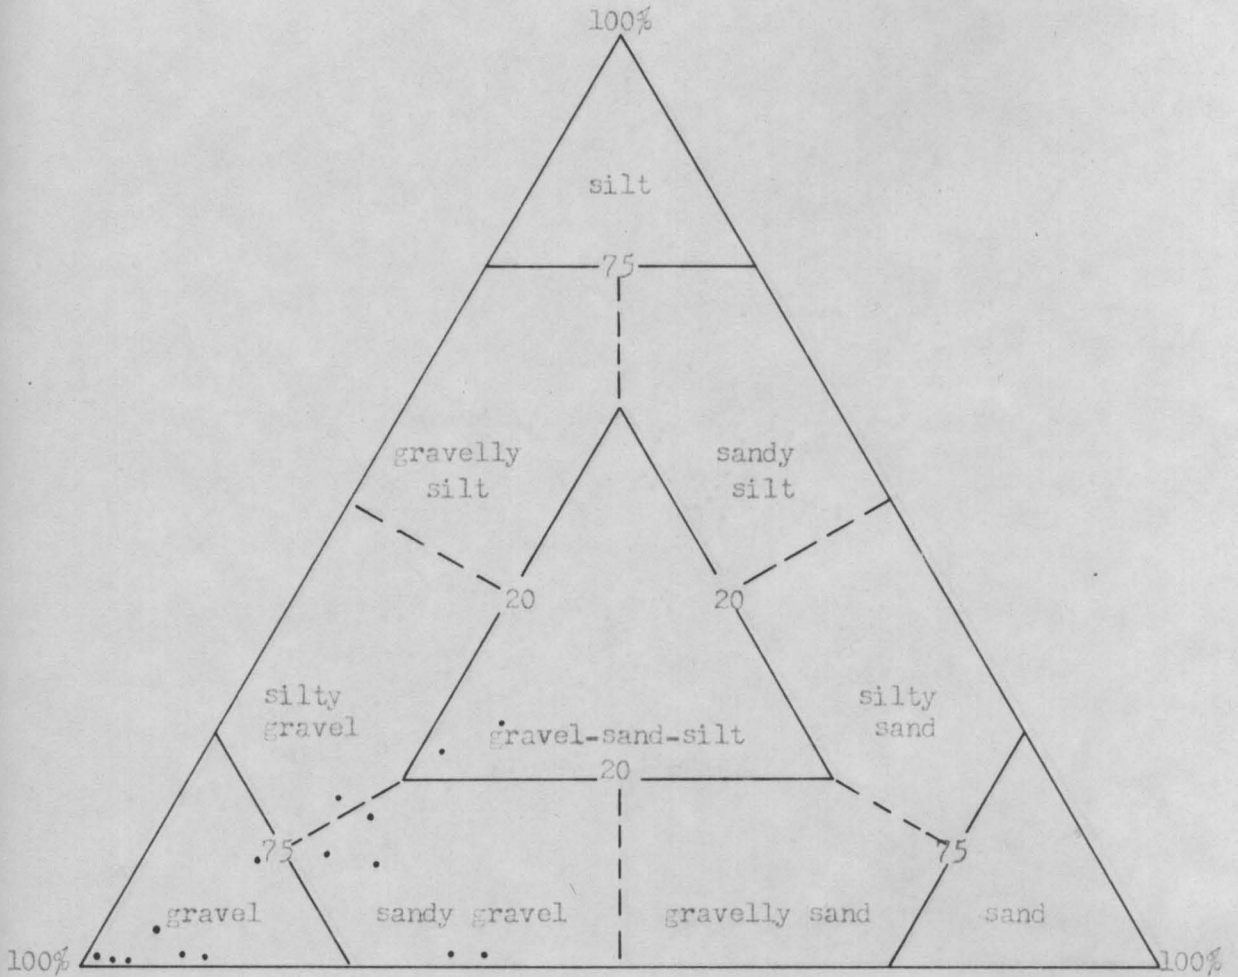 100%
silt
75
gravelly
silt
sandy
silt
20
20
silty
gravel
silty
sand
gravel-sand-silt
20
75
75
gravel
sandy gravel
gravelly sand
sand
100%
100%